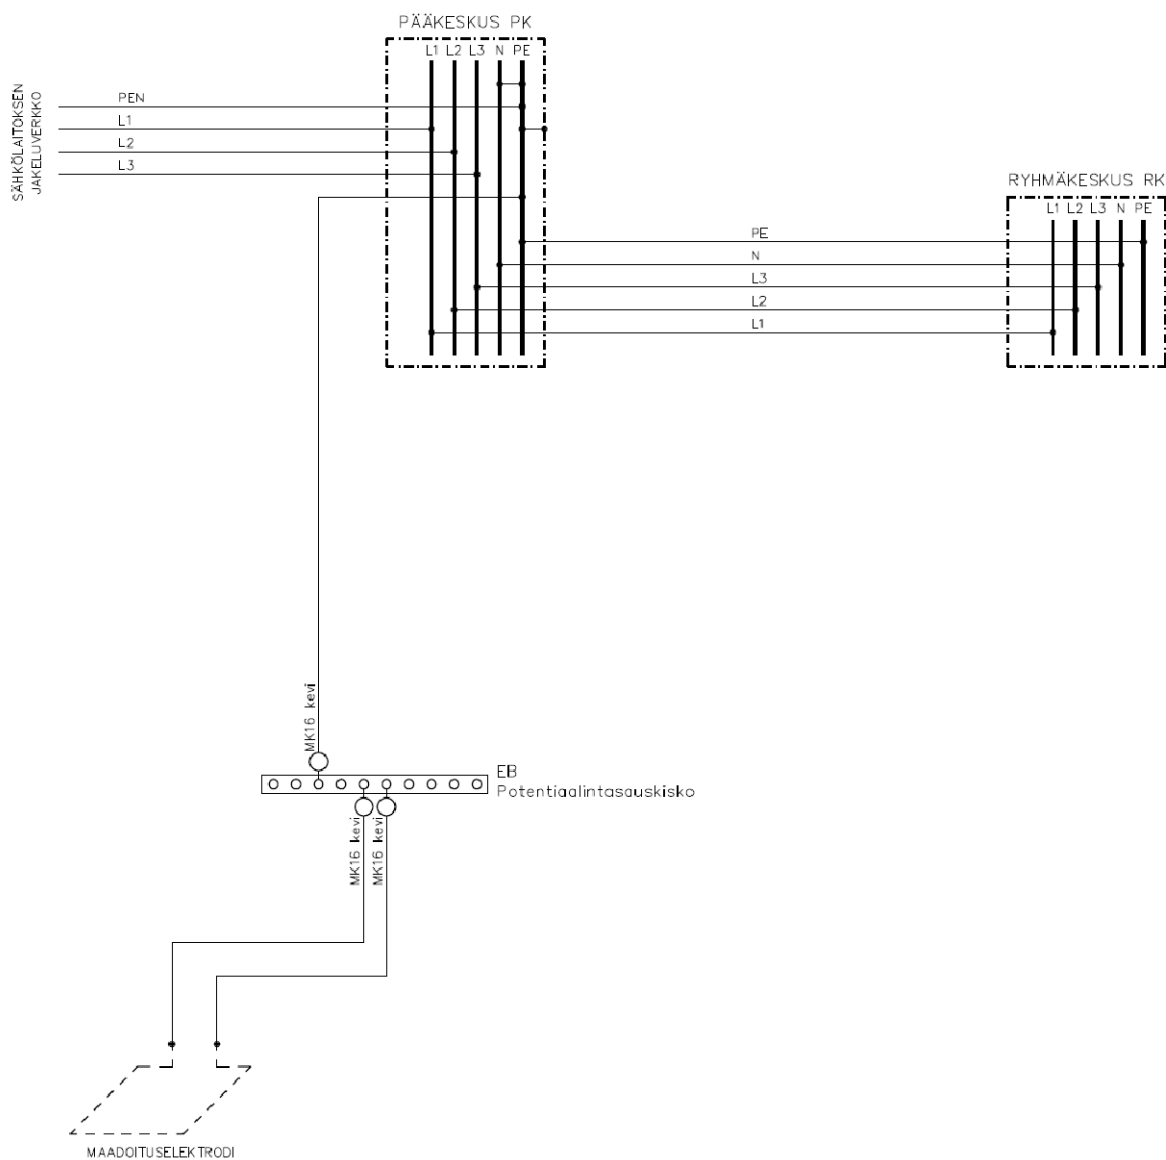 PÄÄKESKUS PK
L1 L2 L3 N PE
SÄHKÖLAITOKSEN
JAKELUVERKKO
PEN
L1
L2
L3
RYHMÄKESKUS RK
L1 L2 L3 N PE
PE
N
L3
L2
L1
MK16 kevi
EB
Potentiaalintasauskisko
MK16 kevi
MK16 kevi
MAADOITUSELEKTRODI